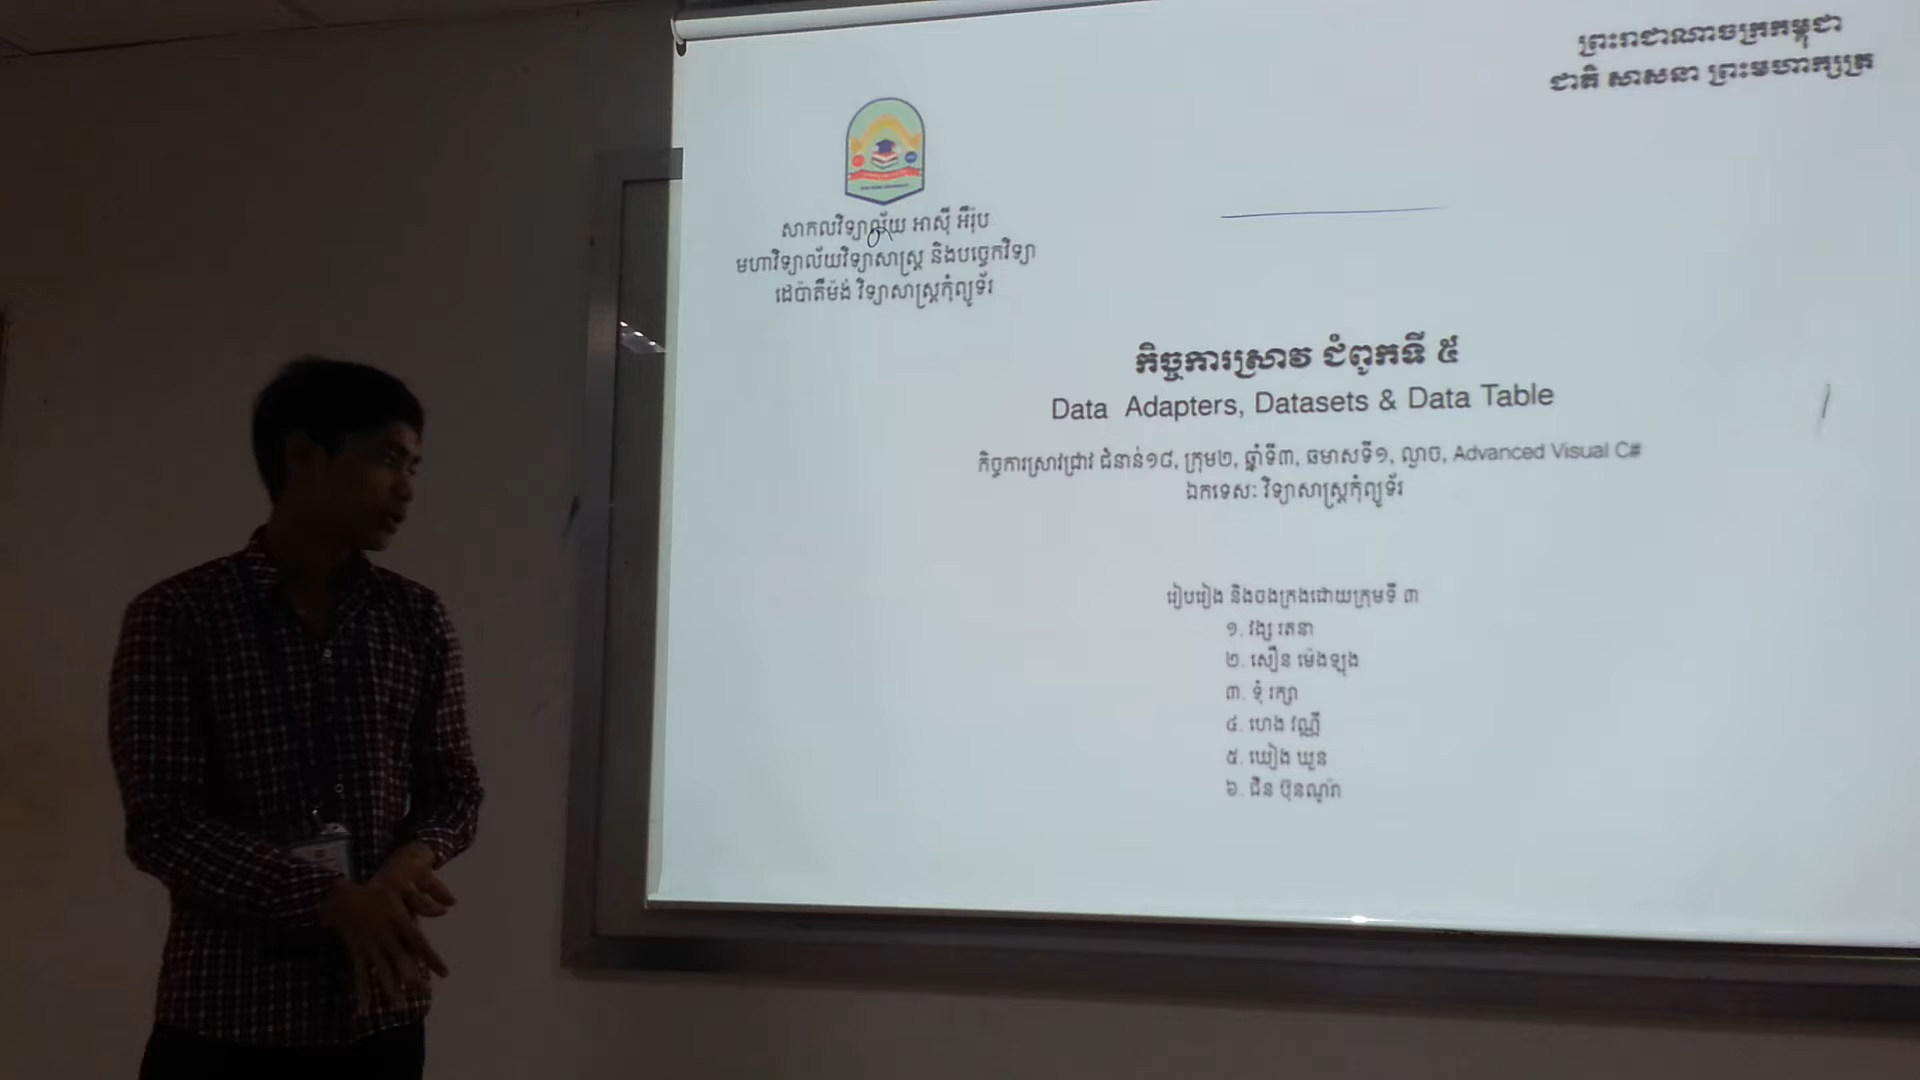 ព្រះរាជាណាចក្រកម្ពុជា
ជាតិ សាសនា ព្រះមហាក្សត្រ
សាកលវិទ្យាល័យ អាស៊ី អឺរ៉ុប
មហាវិទ្យាល័យវិទ្យាសាស្ត្រ និងបច្ចេកវិទ្យា
ដេប៉ាតឺម៉ង់ វិទ្យាសាស្ត្រកុំព្យូទ័រ
កិច្ចការស្រាវ ជំពូកទី ៥
Data Adapters, Datasets & Data Table
កិច្ចការស្រាវជ្រាវ ជំនាន់១៨, ក្រុម២, ឆ្នាំទី៣, ឆមាសទី១, ល្ងាច, Advanced Visual C#
ឯកទេស: វិទ្យាសាស្ត្រកុំព្យូទ័រ
រៀបរៀង និងចងក្រងដោយក្រុមទី ៣
១. វង្ស រតនា
២. សឿន ម៉េងឡុង
៣. ទុំ រក្សា
៤. ហេង វណ្ណី
៥. ឃៀង ឃួន
៦. ជិន ប៊ុនណូរ៉ា